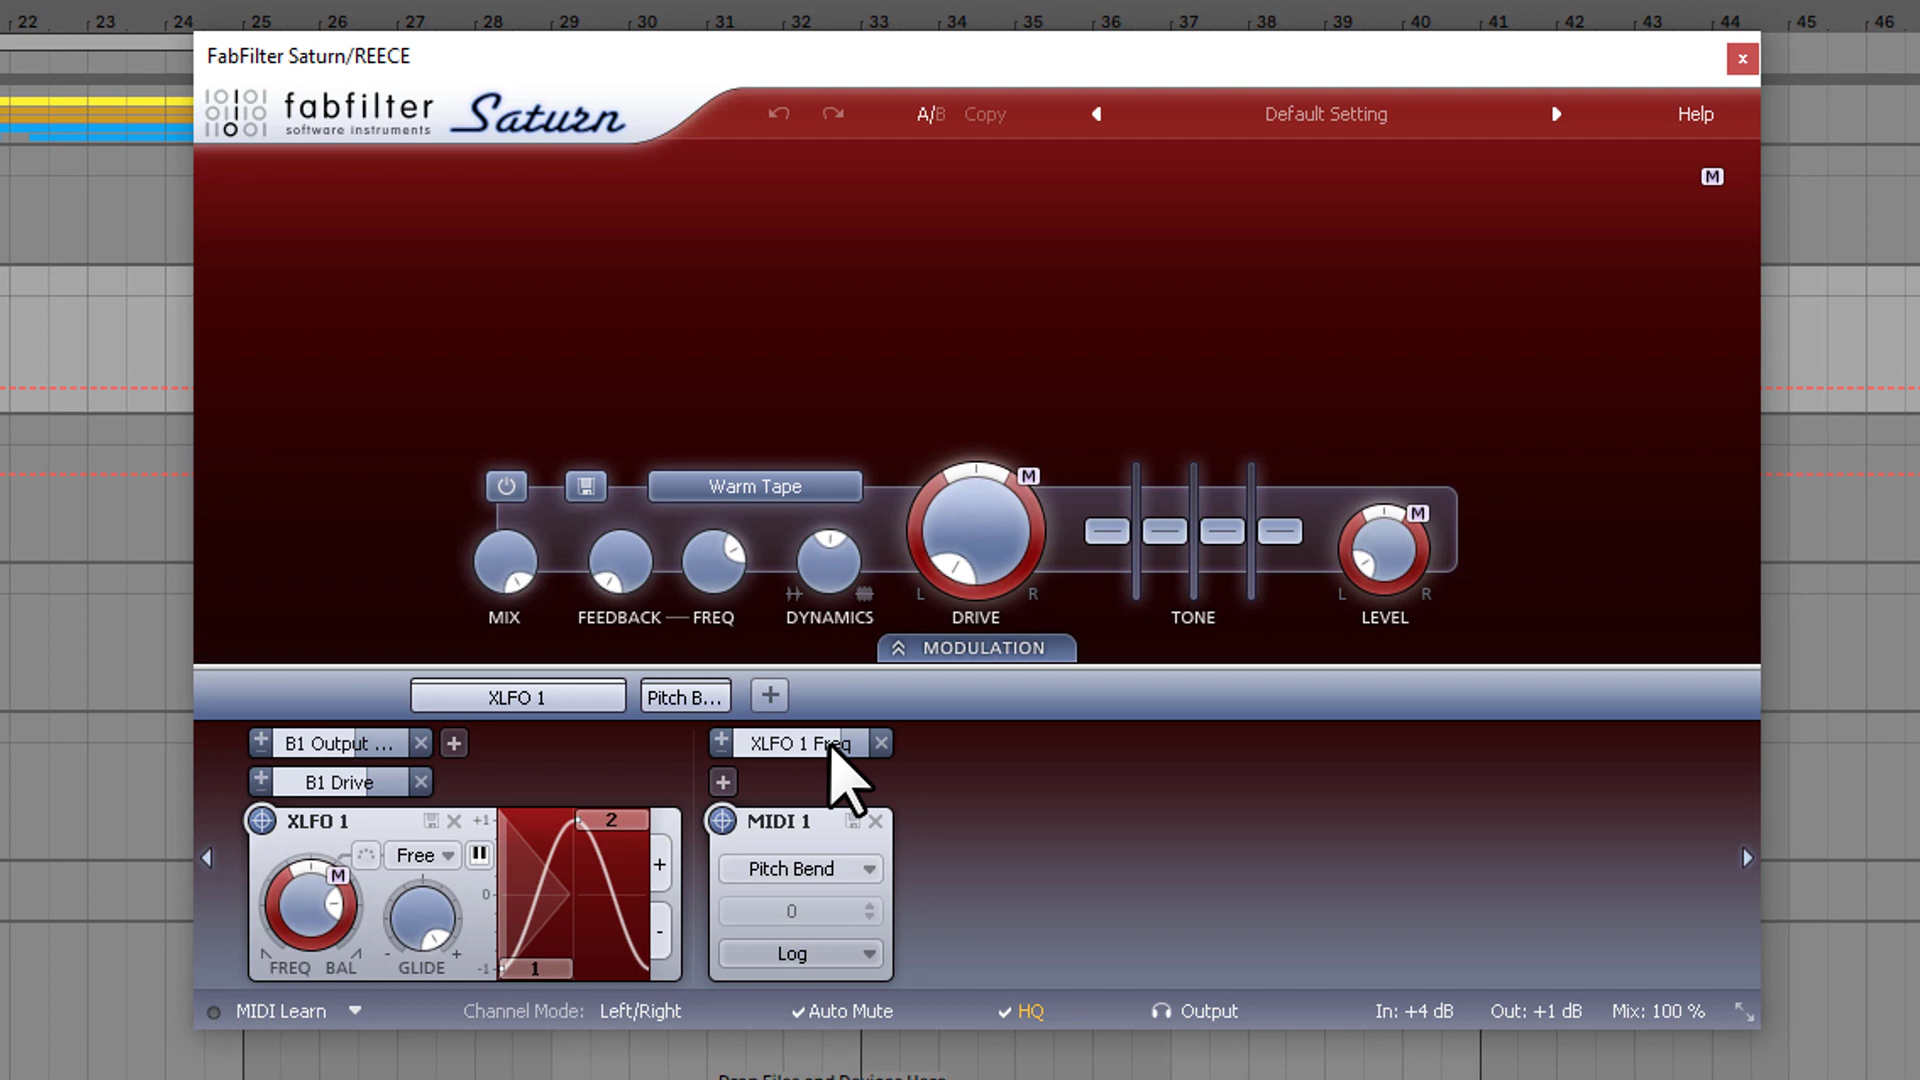 22 23 24 25 26 27 28 29 30 31 32 33 34 35 36 37 38 39 40 41 42 43 44 45 46
FabFilter Saturn/REECE
x
fabfilter
software instruments
Saturn
A/B Copy
Default Setting
Help
M
Warm Tape
M
M
L R
L R
MIX
FEEDBACK
FREQ
DYNAMICS
DRIVE
TONE
LEVEL
MODULATION
XLFO 1
Pitch B...
+
B1 Output ...
+
XLFO 1 Freq
B1 Drive
+
XLFO 1
+1
2
MIDI 1
Free
+
Pitch Bend
M
0
0
-
- +
Log
FREQ BAL
GLIDE
-1
1
MIDI Learn
Channel Mode: Left/Right
Auto Mute
HQ
Output
In: +4 dB
Out: +1 dB
Mix: 100 %